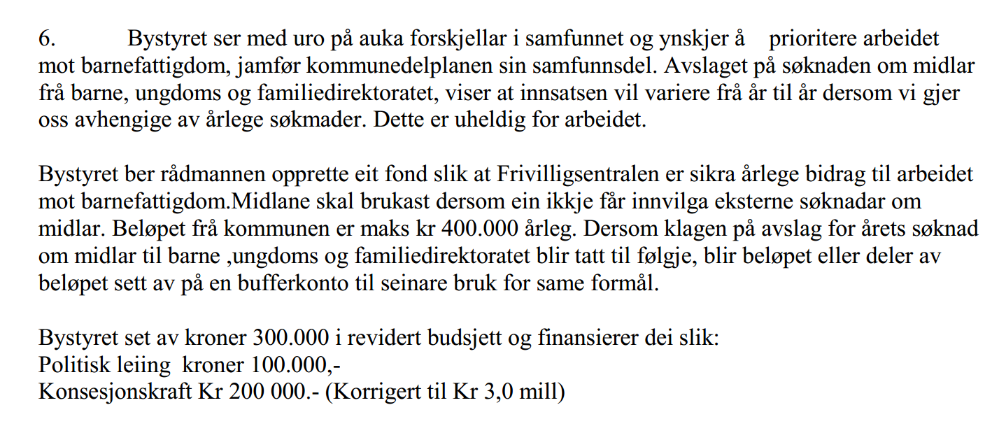 6. Bystyret ser med uro på auka forskjellar i samfunnet og ynskjer å prioritere arbeidet
mot barnefattigdom, jamfør kommunedelplanen sin samfunnsdel. Avslaget på søknaden om midlar
frå barne, ungdoms og familiedirektoratet, viser at innsatsen vil variere frå år til år dersom vi gjer
oss avhengige av årlege søkmader. Dette er uheldig for arbeidet.

Bystyret ber rådmannen opprette eit fond slik at Frivilligsentralen er sikra årlege bidrag til arbeidet
mot barnefattigdom.Midlane skal brukast dersom ein ikkje får innvilga eksterne søknadar om
midlar. Beløpet frå kommunen er maks kr 400.000 årleg. Dersom klagen på avslag for årets søknad
om midlar til barne ,ungdoms og familiedirektoratet blir tatt til følgje, blir beløpet eller deler av
beløpet sett av på en bufferkonto til seinare bruk for same formål.

Bystyret set av kroner 300.000 i revidert budsjett og finansierer dei slik:
Politisk leiing kroner 100.000,-
Konsesjonskraft Kr 200 000.- (Korrigert til Kr 3,0 mill)